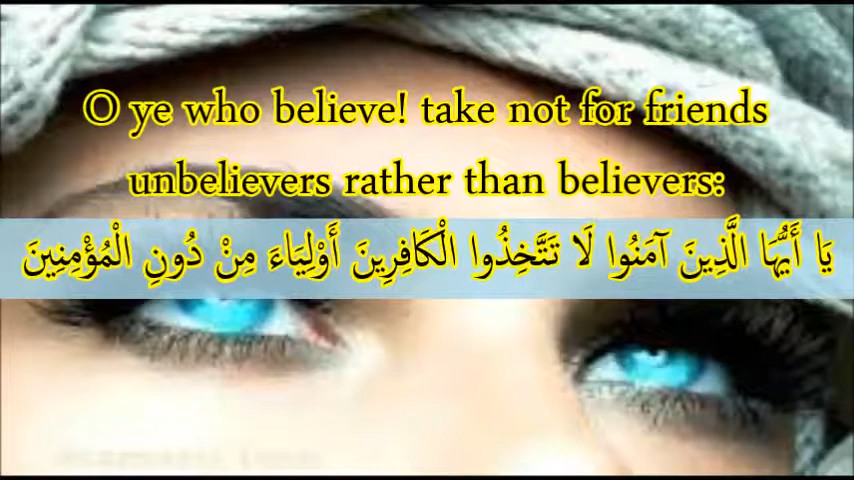 O ye who believe! take not for friends
unbelievers rather than believers:
يَا أَيُّهَا الَّذِينَ آمَنُوا لَا تَتَّخِذُوا الْكَافِرِينَ أَوْلِيَاءَ مِنْ دُونِ الْمُؤْمِنِينَ